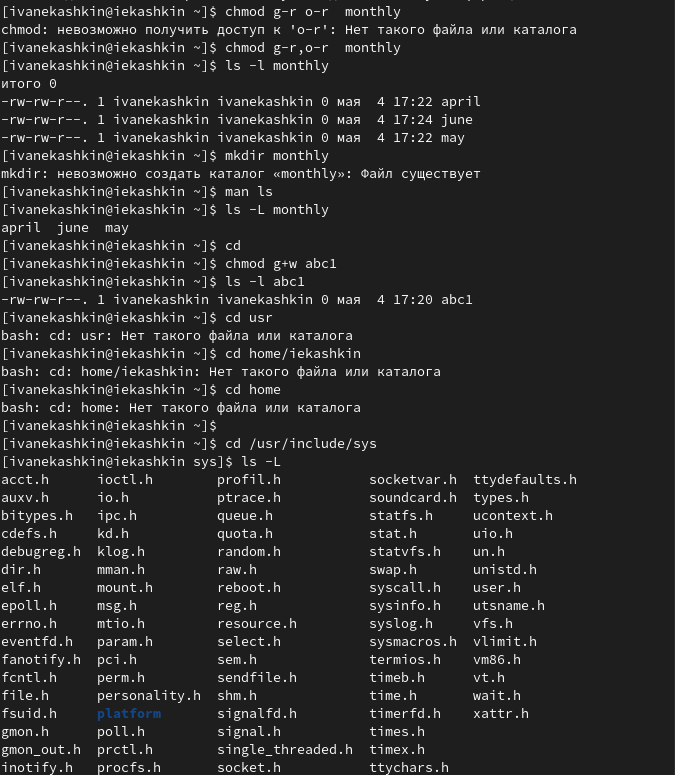 [ivanekashkin@iekashkin ~]$ chmod g-r o-r  monthly
chmod: невозможно получить доступ к 'o-r': Нет такого файла или каталога
[ivanekashkin@iekashkin ~]$ chmod g-r,o-r  monthly
[ivanekashkin@iekashkin ~]$ ls -l monthly
итого 0
-rw-rw-r--. 1 ivanekashkin ivanekashkin 0 мая  4 17:22 april
-rw-rw-r--. 1 ivanekashkin ivanekashkin 0 мая  4 17:24 june
-rw-rw-r--. 1 ivanekashkin ivanekashkin 0 мая  4 17:22 may
[ivanekashkin@iekashkin ~]$ mkdir monthly
mkdir: невозможно создать каталог «monthly»: Файл существует
[ivanekashkin@iekashkin ~]$ man ls
[ivanekashkin@iekashkin ~]$ ls -L monthly
april  june  may
[ivanekashkin@iekashkin ~]$ cd
[ivanekashkin@iekashkin ~]$ chmod g+w abc1
[ivanekashkin@iekashkin ~]$ ls -l abc1
-rw-rw-r--. 1 ivanekashkin ivanekashkin 0 мая  4 17:20 abc1
[ivanekashkin@iekashkin ~]$ cd usr
bash: cd: usr: Нет такого файла или каталога
[ivanekashkin@iekashkin ~]$ cd home/iekashkin
bash: cd: home/iekashkin: Нет такого файла или каталога
[ivanekashkin@iekashkin ~]$ cd home
bash: cd: home: Нет такого файла или каталога
[ivanekashkin@iekashkin ~]$
[ivanekashkin@iekashkin ~]$ cd /usr/include/sys
[ivanekashkin@iekashkin sys]$ ls -L
acct.h      ioctl.h        profil.h           socketvar.h  ttydefaults.h
auxv.h      io.h           ptrace.h           soundcard.h  types.h
bitypes.h   ipc.h          queue.h            statfs.h     ucontext.h
cdefs.h     kd.h           quota.h            stat.h       uio.h
debugreg.h  klog.h         random.h           statvfs.h    un.h
dir.h       mman.h         raw.h              swap.h       unistd.h
elf.h       mount.h        reboot.h           syscall.h    user.h
epoll.h     msg.h          reg.h              sysinfo.h    utsname.h
errno.h     mtio.h         resource.h         syslog.h     vfs.h
eventfd.h   param.h        select.h           sysmacros.h  vlimit.h
fanotify.h  pci.h          sem.h              termios.h    vm86.h
fcntl.h     perm.h         sendfile.h         timeb.h      vt.h
file.h      personality.h  shm.h              time.h       wait.h
fsuid.h     platform       signalfd.h         timerfd.h    xattr.h
gmon.h      poll.h         signal.h           times.h
gmon_out.h  prctl.h        single_threaded.h  timex.h
inotify.h   procfs.h       socket.h           ttychars.h